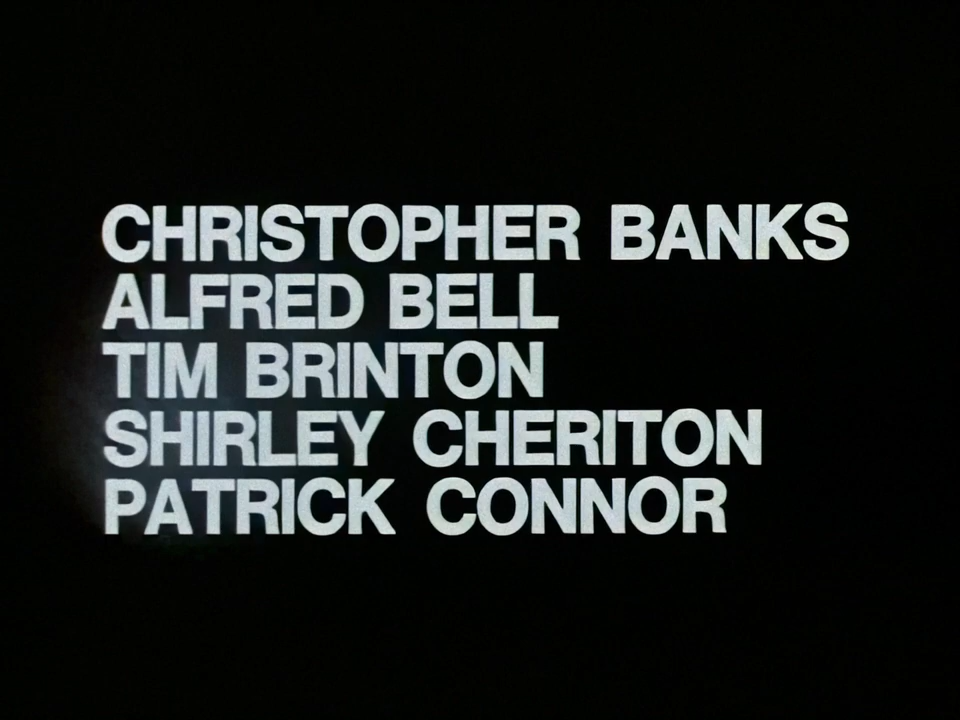 CHRISTOPHER BANKS
ALFRED BELL
TIM BRINTON
SHIRLEY CHERITON
PATRICK CONNOR